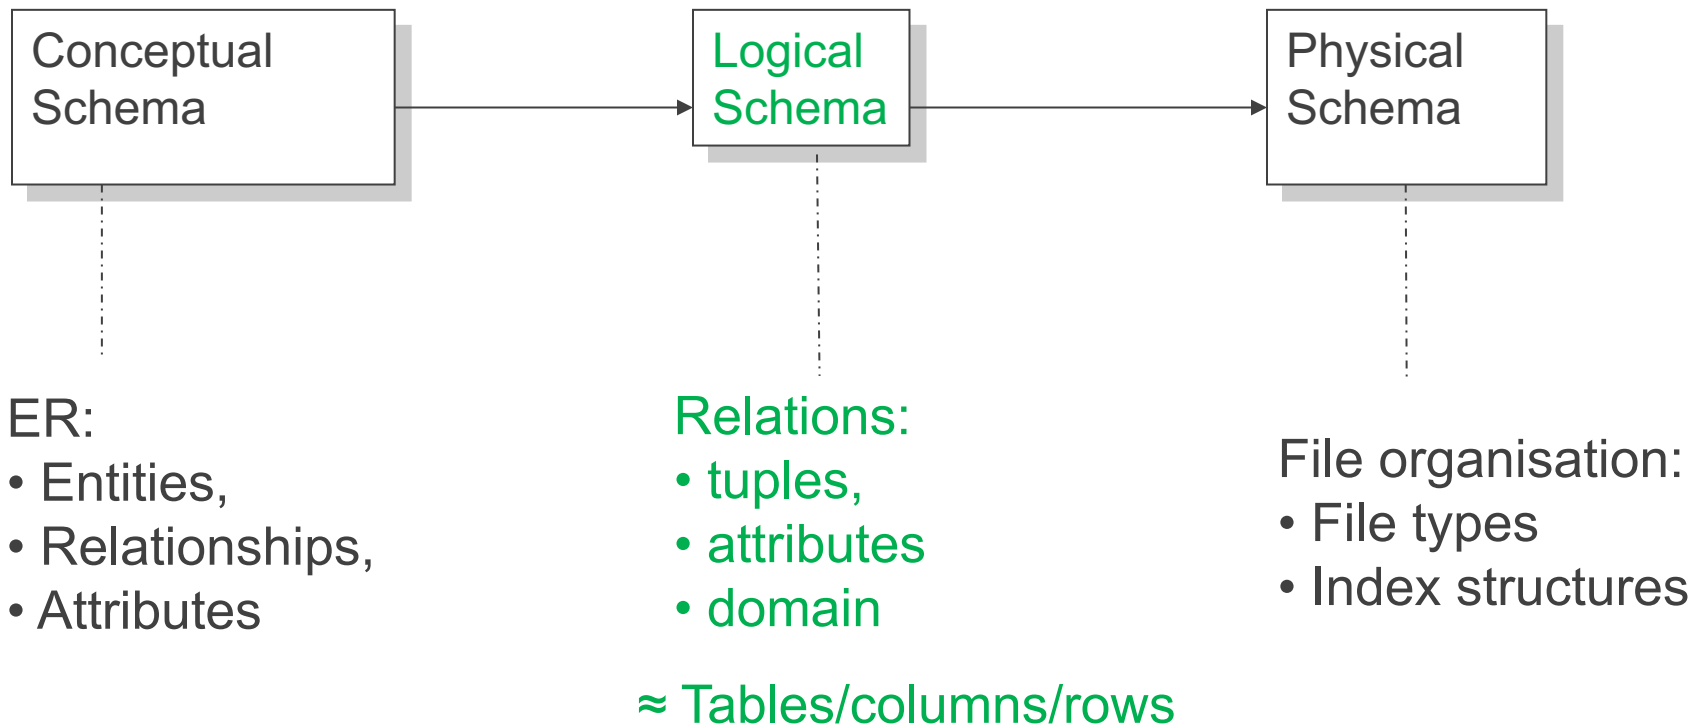 Conceptual
Schema
Logical
Schema
Physical
Schema
ER:
• Entities,
• Relationships,
• Attributes
Relations:
• tuples,
• attributes
• domain
≈ Tables/columns/rows
File organisation:
• File types
• Index structures